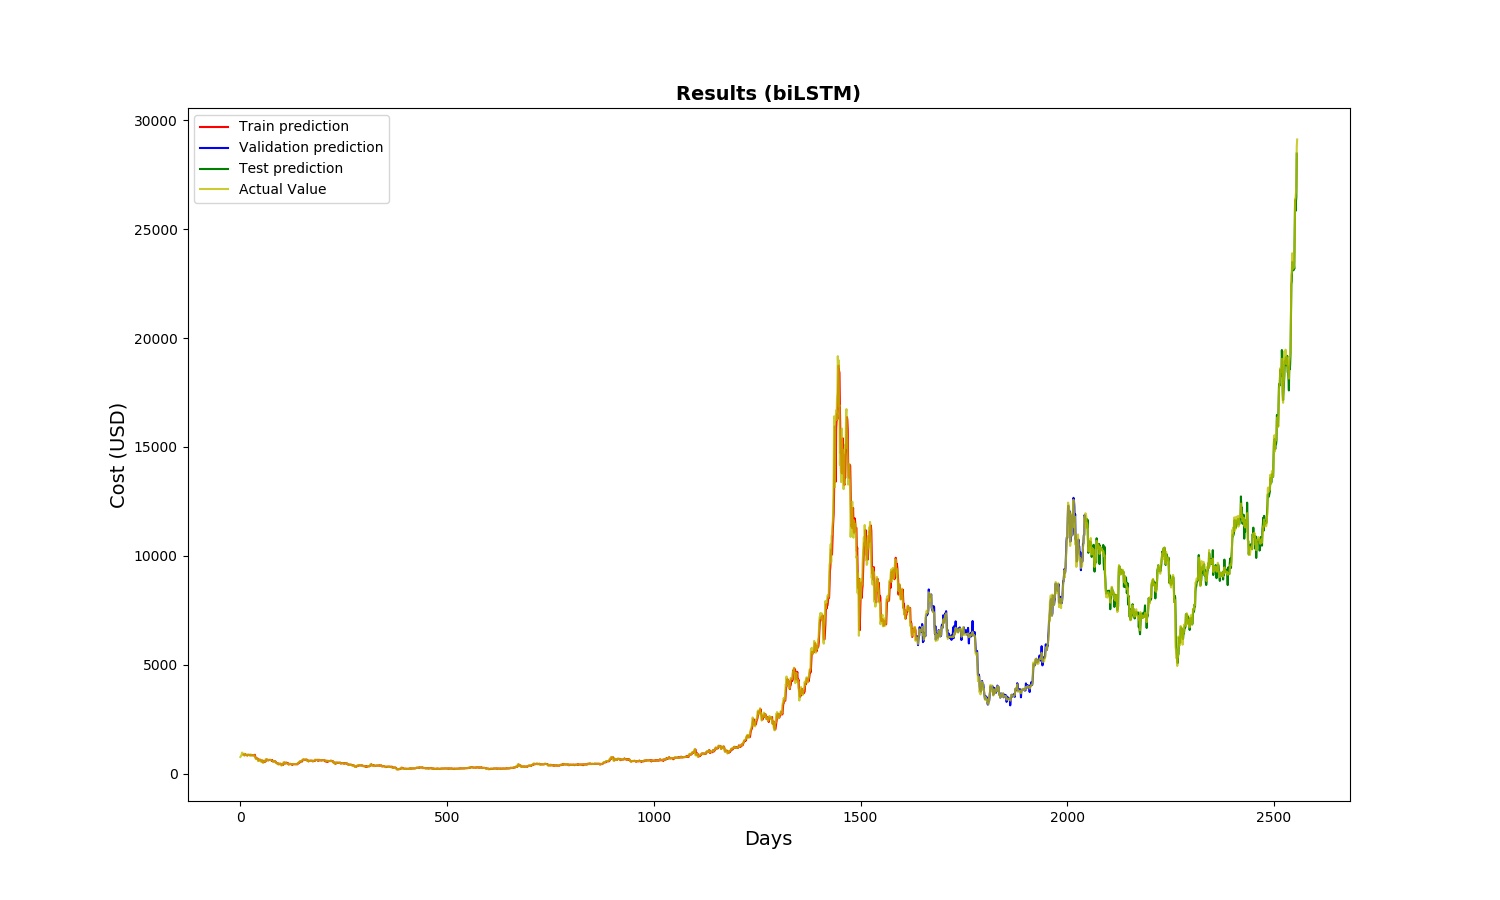 Results (biLSTM)
Train prediction
Validation prediction
Test prediction
Actual Value
30000
25000
20000
15000
10000
5000
0
Cost (USD)
0 500 1000 1500 2000 2500
Days